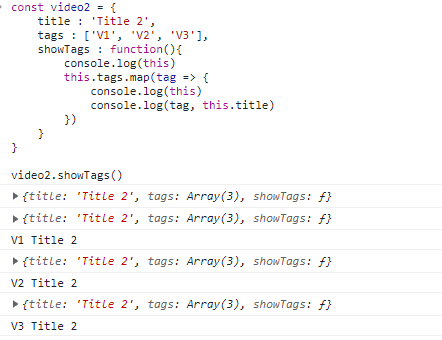 const video2 = {
title : 'Title 2',
tags : ['V1', 'V2', 'V3'],
showTags : function(){
console.log(this)
this.tags.map(tag => {
console.log(this)
console.log(tag, this.title)
})
}
}
video2.showTags()
▶{title: 'Title 2', tags: Array(3), showTags: ƒ}
▶{title: 'Title 2', tags: Array(3), showTags: ƒ}
V1 Title 2
▶{title: 'Title 2', tags: Array(3), showTags: ƒ}
V2 Title 2
▶{title: 'Title 2', tags: Array(3), showTags: ƒ}
V3 Title 2